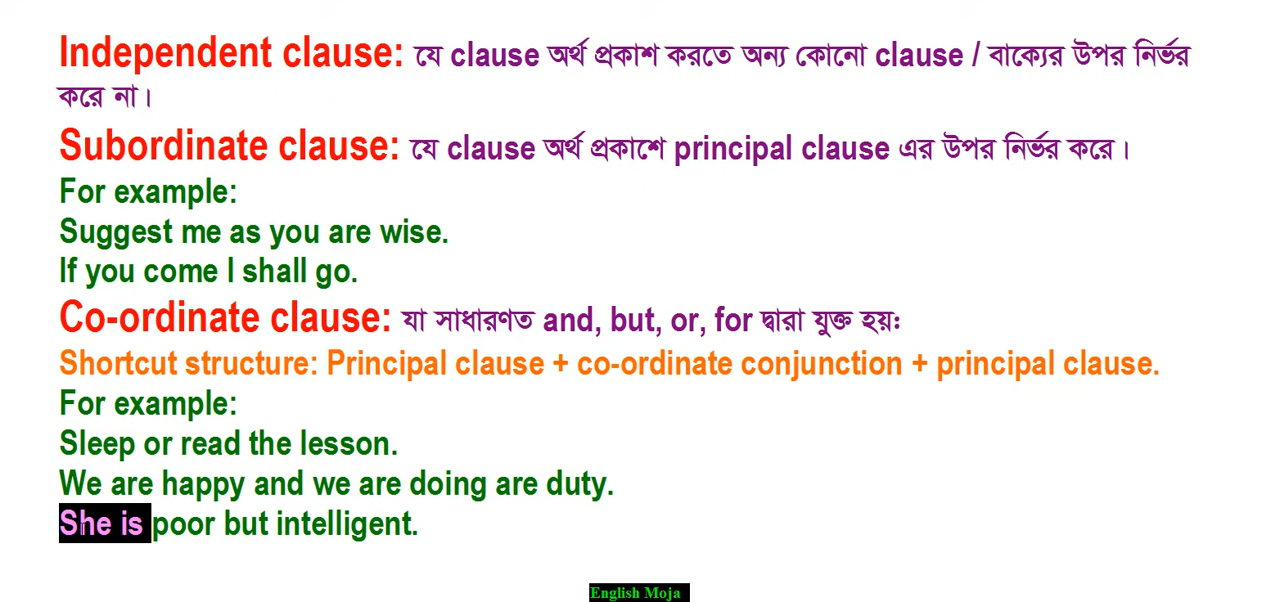 Independent clause: যে clause অর্থ প্রকাশ করতে অন্য কোনো clause / বাক্যের উপর নির্ভর
করে না।
Subordinate clause: যে clause অর্থ প্রকাশে principal clause এর উপর নির্ভর করে।
For example:
Suggest me as you are wise.
If you come I shall go.
Co-ordinate clause: যা সাধারণত and, but, or, for দ্বারা যুক্ত হয়ঃ
Shortcut structure: Principal clause + co-ordinate conjunction + principal clause.
For example:
Sleep or read the lesson.
We are happy and we are doing are duty.
She is poor but intelligent.
English Moja